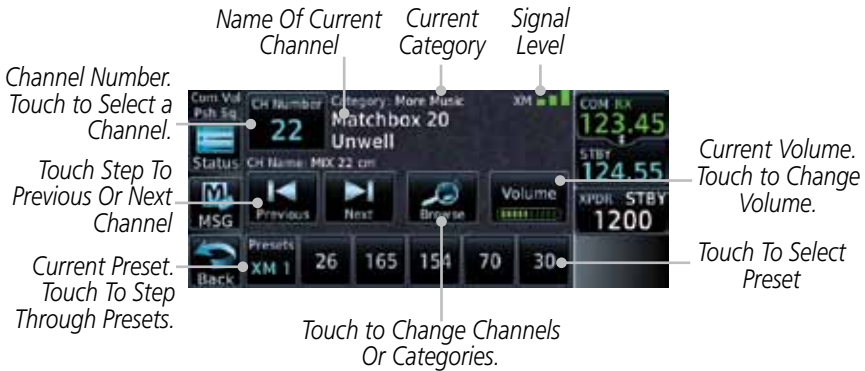 Name Of Current
Channel
Current
Category
Signal
Level
Channel Number.
Touch to Select a
Channel.
Touch Step To
Previous Or Next
Channel
Current Preset.
Touch To Step
Through Presets.
Com Vol
Psh Sq
Status
MSG
Back
CH Number
22
Category: More Music
Matchbox 20
Unwell
CH Name: MIX 22 cm
XM
Previous
Next
Browse
Volume
Presets
XM 1
26
165
154
70
30
COM RX
123.45
STBY
124.55
XPDR STBY
1200
Current Volume.
Touch to Change
Volume.
Touch To Select
Preset
Touch to Change Channels
Or Categories.